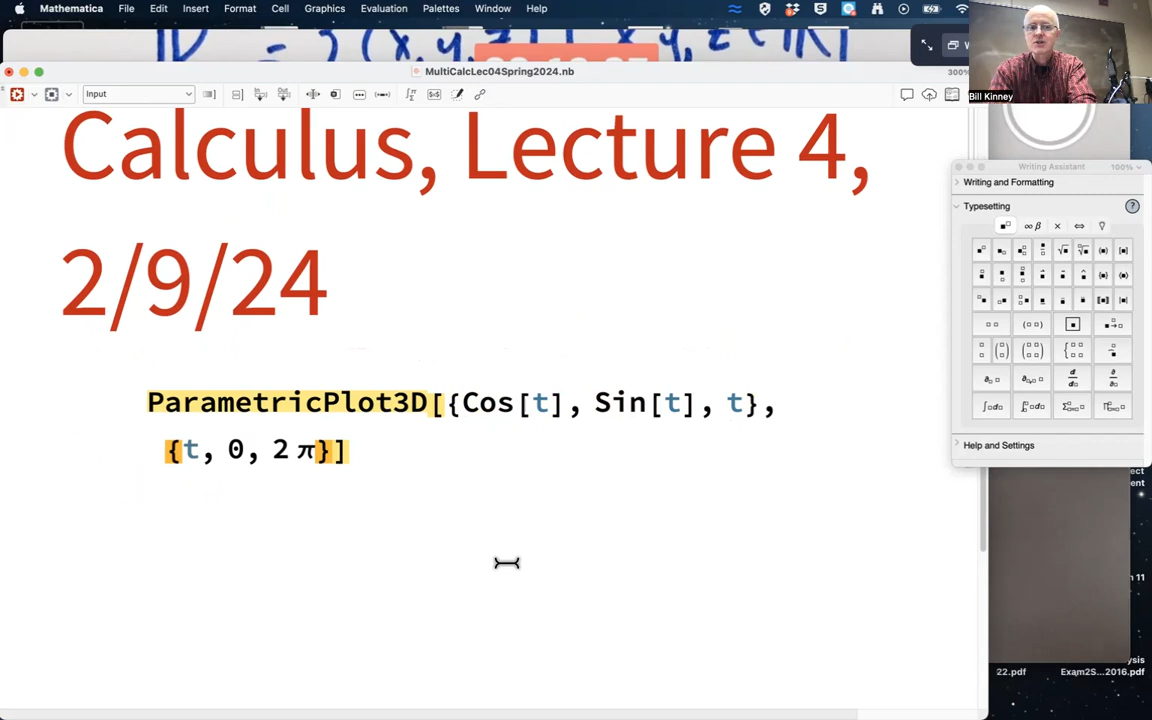 Mathematica File Edit Insert Format Cell Graphics Evaluation Palettes Window Help
MultiCalcLec04Spring2024.nb
300%
Input
Bill Kinney
Calculus, Lecture 4,
2/9/24
ParametricPlot3D[{Cos[t], Sin[t], t},
{t, 0, 2 π}]
Writing Assistant 100%
Writing and Formatting
Typesetting
?
∞ β
Help and Settings
22.pdf Exam2S...2016.pdf